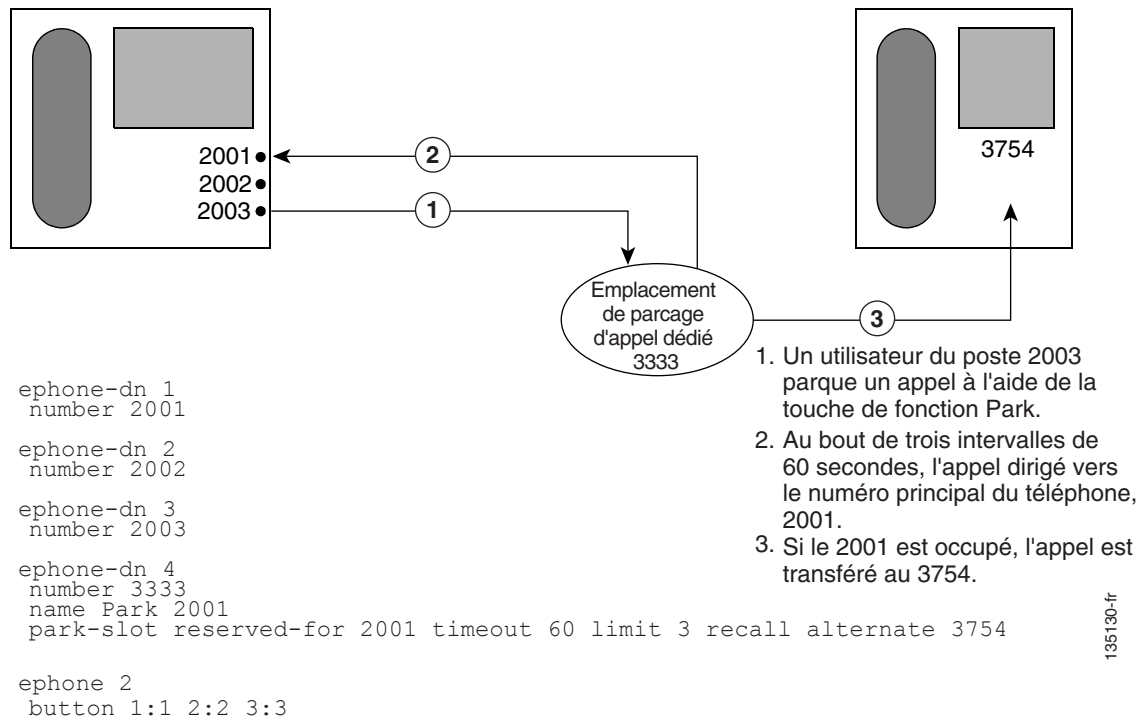 2001
2002
2003
2
1
3754
Emplacement
de parcage
d'appel dédié
3333
3
1. Un utilisateur du poste 2003
parque un appel à l'aide de la
touche de fonction Park.
2. Au bout de trois intervalles de
60 secondes, l'appel dirigé vers
le numéro principal du téléphone,
2001.
3. Si le 2001 est occupé, l'appel est
transféré au 3754.
ephone-dn 1
number 2001
ephone-dn 2
number 2002
ephone-dn 3
number 2003
ephone-dn 4
number 3333
name Park 2001
park-slot reserved-for 2001 timeout 60 limit 3 recall alternate 3754
ephone 2
button 1:1 2:2 3:3
135130-fr